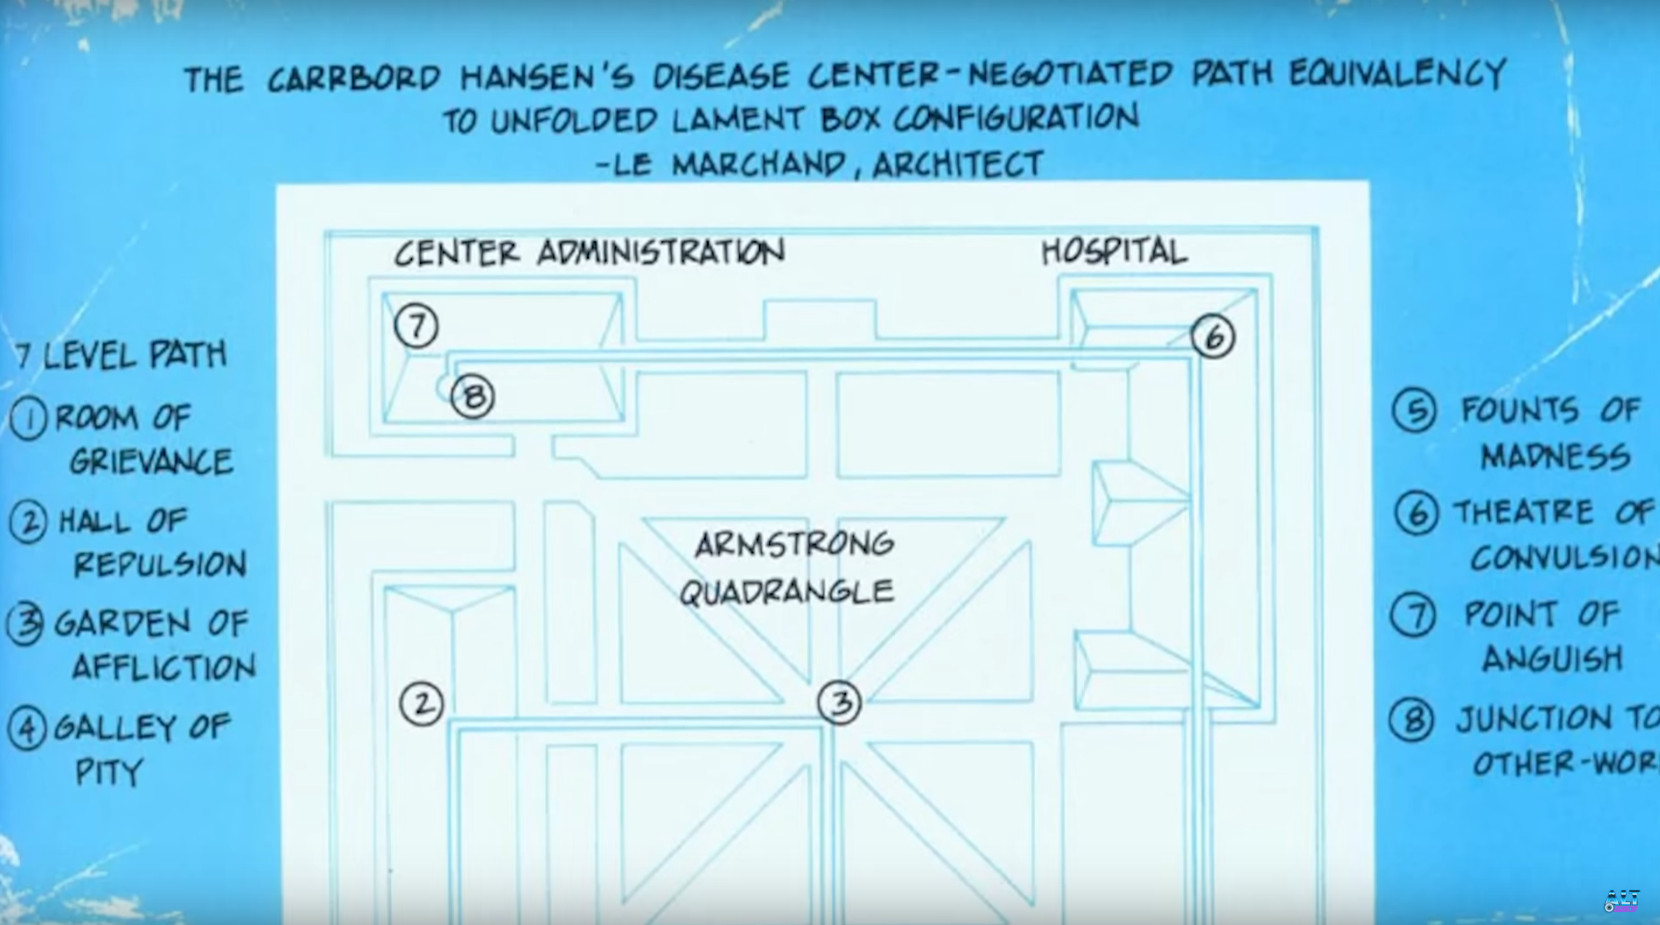 THE CARRBORD HANSEN'S DISEASE CENTER-NEGOTIATED PATH EQUIVALENCY
TO UNFOLDED LAMENT BOX CONFIGURATION
-LE MARCHAND, ARCHITECT
CENTER ADMINISTRATION
HOSPITAL
7
6
8
7 LEVEL PATH
1 ROOM OF
GRIEVANCE
2 HALL OF
REPULSION
3 GARDEN OF
AFFLICTION
4 GALLEY OF
PITY
ARMSTRONG
QUADRANGLE
2
3
5 FOUNTS OF
MADNESS
6 THEATRE OF
CONVULSION
7 POINT OF
ANGUISH
8 JUNCTION TO
OTHER-WOR
ALT